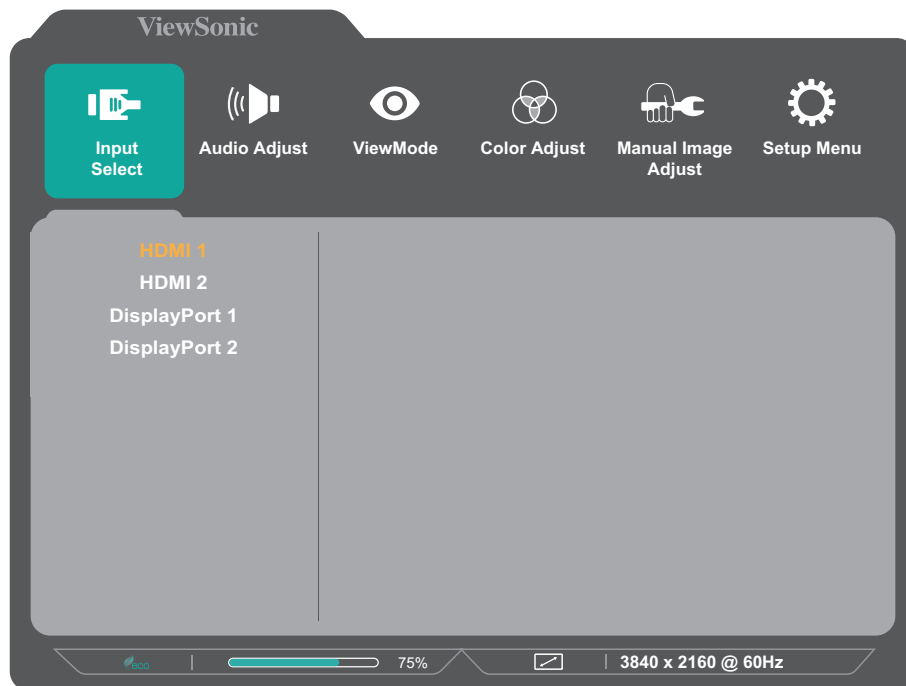 ViewSonic
Input
Select
Audio Adjust
ViewMode
Color Adjust
Manual Image
Adjust
Setup Menu
HDMI 1
HDMI 2
DisplayPort 1
DisplayPort 2
ECO
75%
3840 x 2160 @ 60Hz